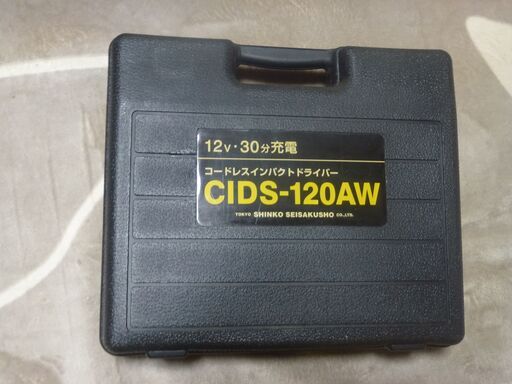 12V・30分充電
コードレスインパクトドライバー
CIDS-120AW
TOKYO SHINKO SEISAKUSHO CO.,LTD.